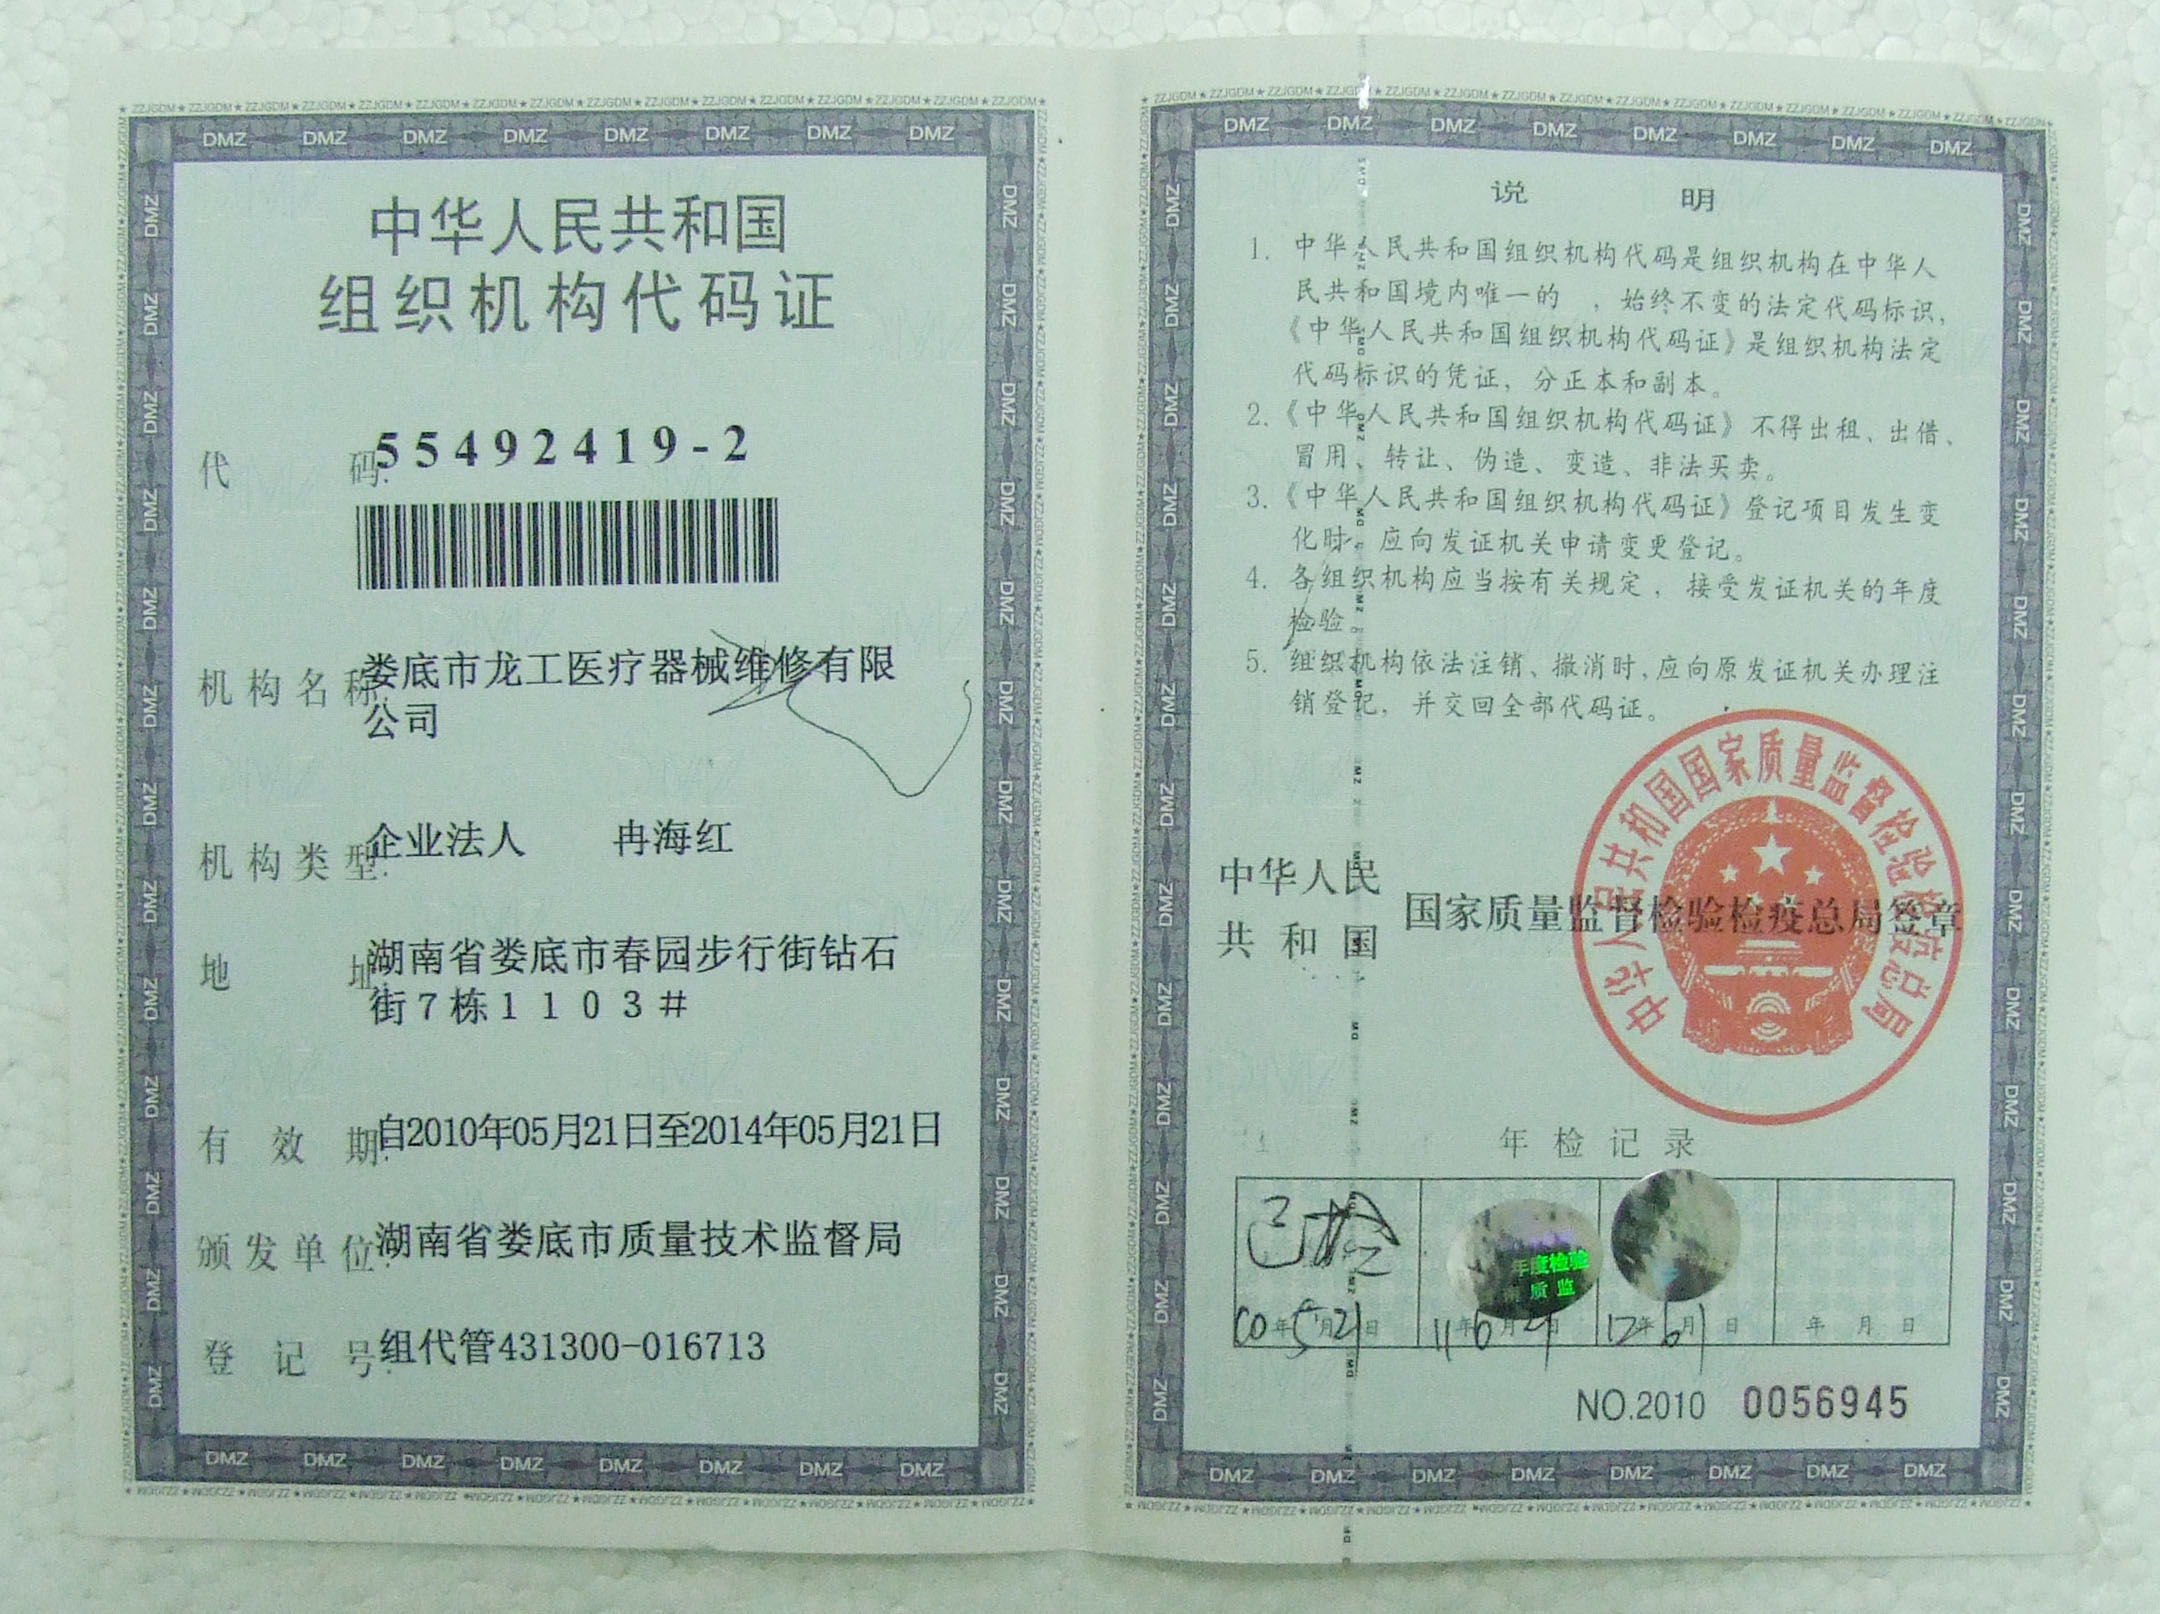 中华人民共和国
组织机构代码证
代 码: 55492419-2
机构名称: 娄底市龙工医疗器械维修有限
公司
机构类型: 企业法人 冉海红
地 址: 湖南省娄底市春园步行街钻石
街7栋1103#
有 效 期: 自2010年05月21日至2014年05月21日
颁发单位: 湖南省娄底市质量技术监督局
登 记 号: 组代管431300-016713
说 明
1. 中华人民共和国组织机构代码是组织机构在中华人
民共和国境内唯一的 ,始终不变的法定代码标识,
《中华人民共和国组织机构代码证》是组织机构法定
代码标识的凭证,分正本和副本。
2.《中华人民共和国组织机构代码证》不得出租、出借、
冒用、转让、伪造、变造、非法买卖。
3.《中华人民共和国组织机构代码证》登记项目发生变
化时,应向发证机关申请变更登记。
4. 各组织机构应当按有关规定,接受发证机关的年度
检验。
5. 组织机构依法注销、撤消时,应向原发证机关办理注
销登记,并交回全部代码证。
中华人民
共和国 国家质量监督检验检疫总局签章
中华人民共和国国家质量监督检验检疫总局
年检记录
已检
年度检验
质监
10年5月21日 11年6月9日 12年6月1日 年 月 日
NO.2010 0056945